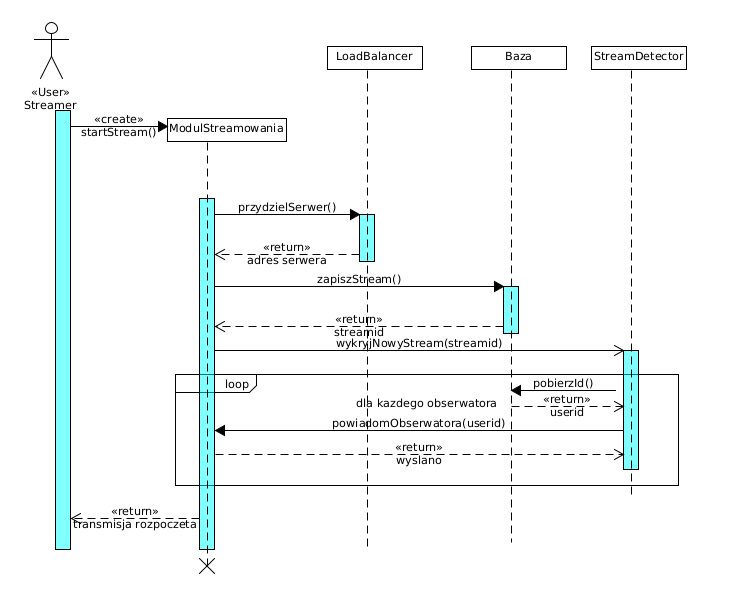 LoadBalancer
Baza
StreamDetector
«User»
Streamer
«create»
startStream()
ModulStreamowania
przydzielSerwer()
«return»
adres serwera
zapiszStream()
«return»
streamid
wykryjNowyStream(streamid)
loop
pobierzId()
dla kazdego obserwatora
«return»
userid
powiadomObserwatora(userid)
«return»
wyslano
«return»
transmisja rozpoczeta